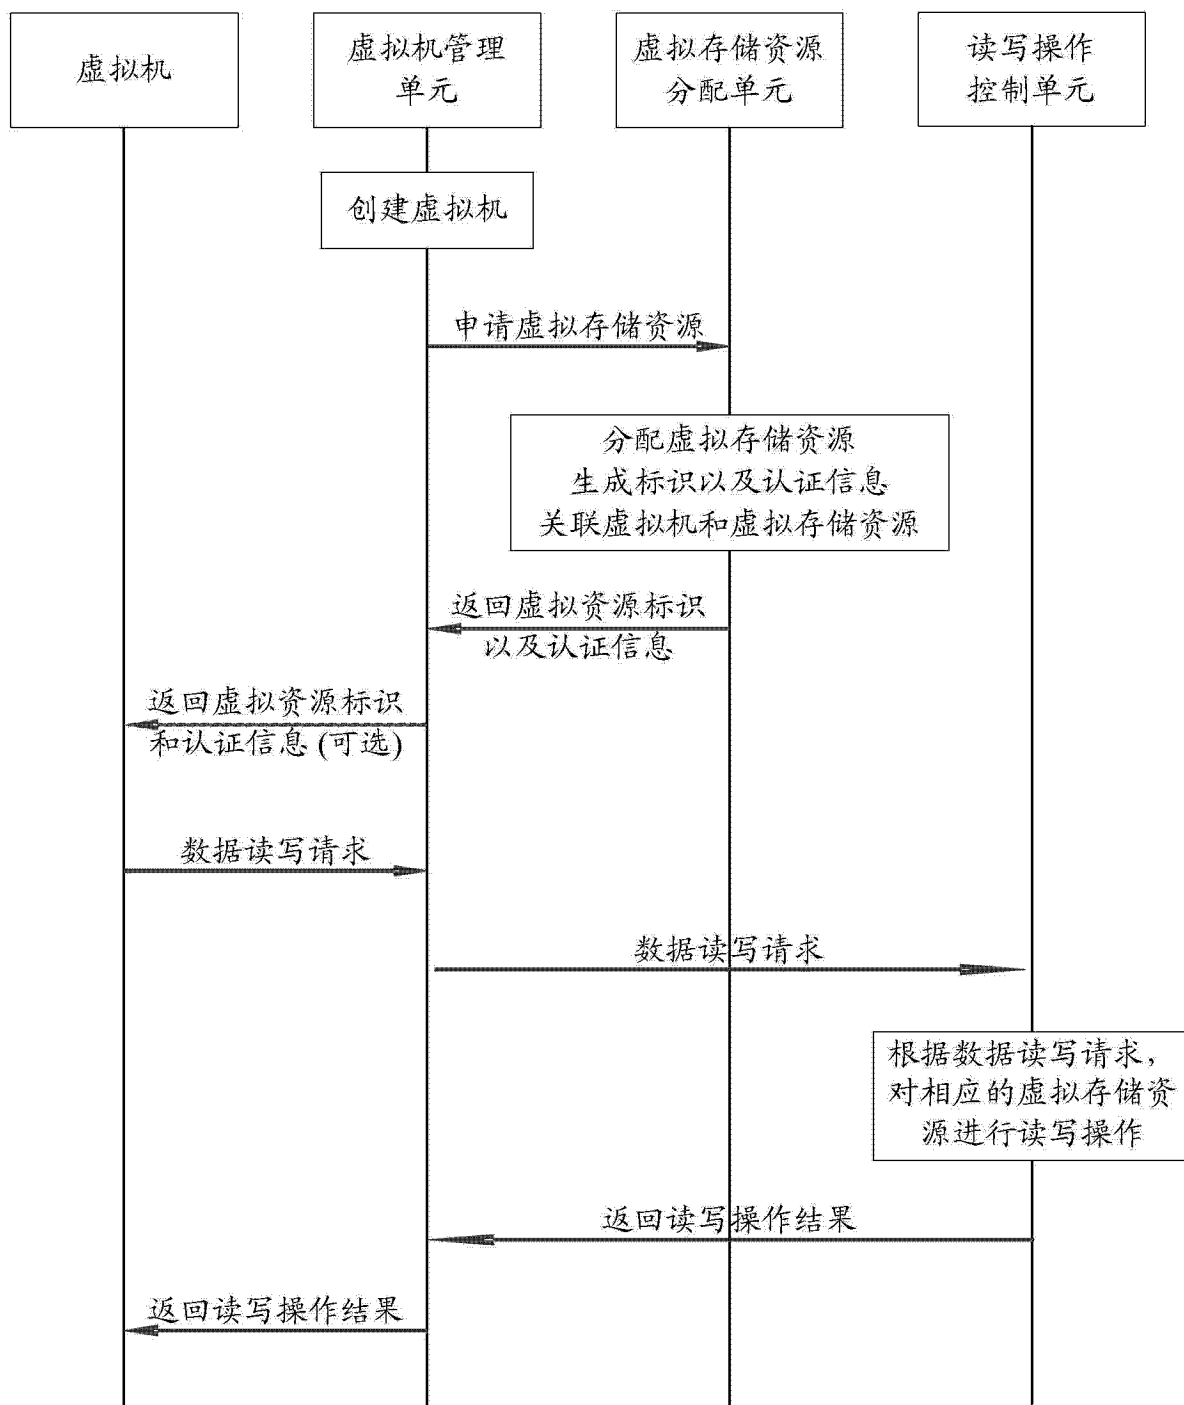 虚拟机
虚拟机管理
单元
虚拟存储资源
分配单元
读写操作
控制单元
创建虚拟机
申请虚拟存储资源
分配虚拟存储资源
生成标识以及认证信息
关联虚拟机和虚拟存储资源
返回虚拟资源标识
以及认证信息
返回虚拟资源标识
和认证信息(可选)
数据读写请求
数据读写请求
根据数据读写请求，
对相应的虚拟存储资
源进行读写操作
返回读写操作结果
返回读写操作结果